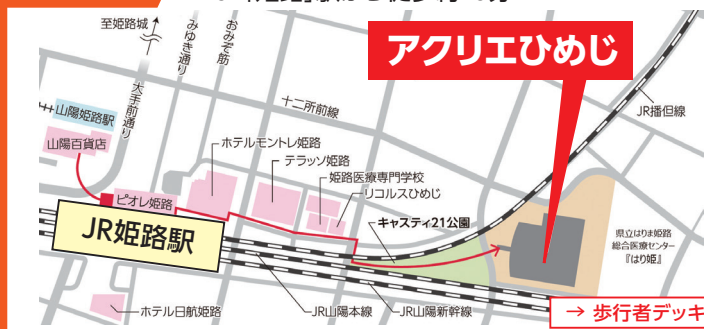 至姫路城
みゆき通り
おみぞ筋
大手前通り
アクリエひめじ
十二所前線
JR播但線
山陽姫路駅
山陽百貨店
ホテルモントレ姫路
テラッソ姫路
姫路医療専門学校
リコルスひめじ
ピオレ姫路
キャスティ21公園
JR姫路駅
県立はりま姫路
総合医療センター
『はり姫』
ホテル日航姫路
JR山陽本線
JR山陽新幹線
→ 歩行者デッキ